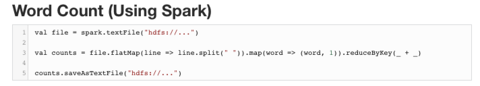 Word Count (Using Spark)
1 val file = spark.textFile("hdfs://...")
2
3 val counts = file.flatMap(line => line.split(" ")).map(word => (word, 1)).reduceByKey(_ + _)
4
5 counts.saveAsTextFile("hdfs://...")